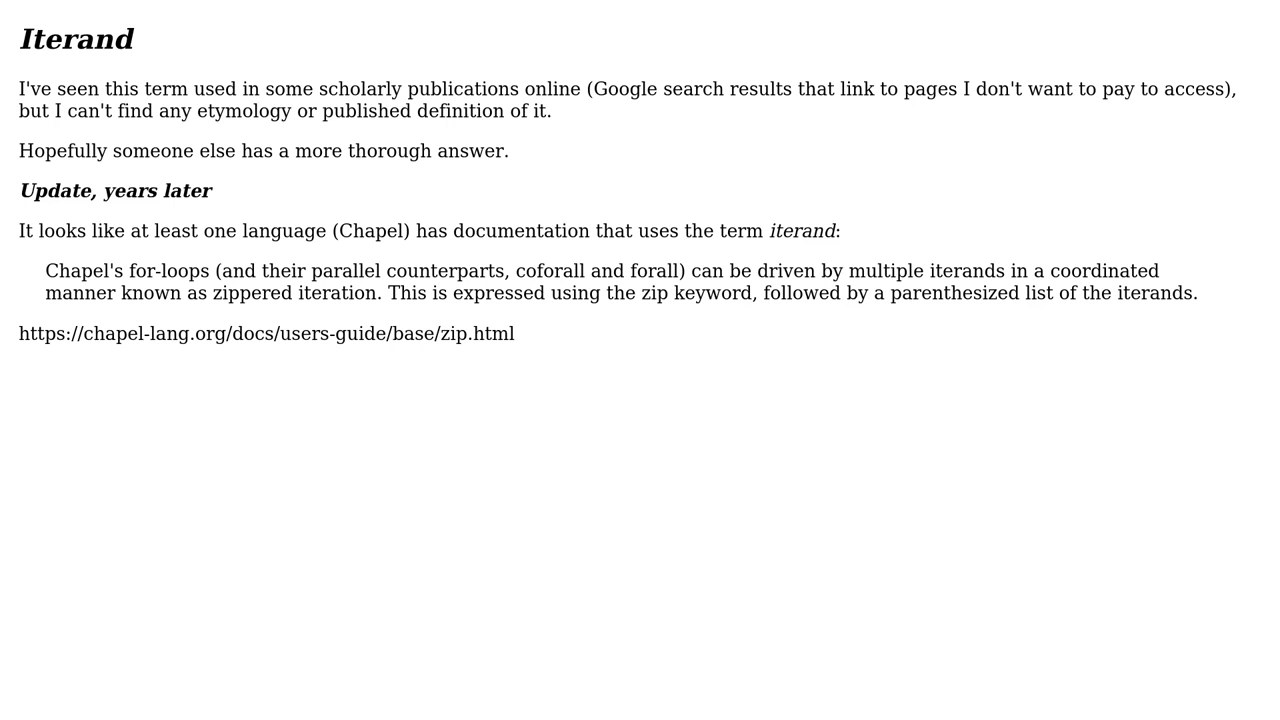 Iterand
I've seen this term used in some scholarly publications online (Google search results that link to pages I don't want to pay to access),
but I can't find any etymology or published definition of it.
Hopefully someone else has a more thorough answer.
Update, years later
It looks like at least one language (Chapel) has documentation that uses the term iterand:
Chapel's for-loops (and their parallel counterparts, coforall and forall) can be driven by multiple iterands in a coordinated
manner known as zippered iteration. This is expressed using the zip keyword, followed by a parenthesized list of the iterands.
https://chapel-lang.org/docs/users-guide/base/zip.html